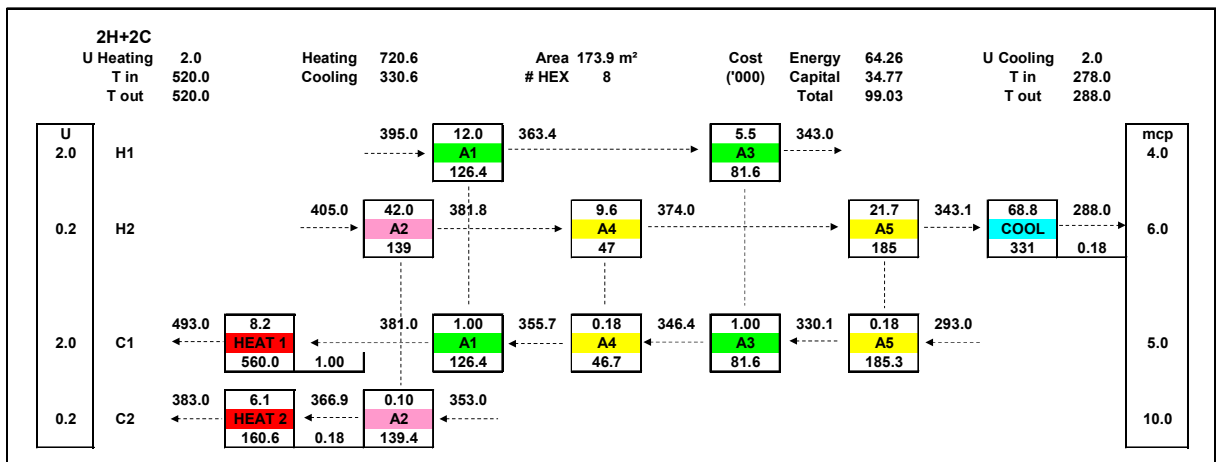 2H+2C
U Heating 2.0 Heating 720.6 Area 173.9 m² Cost Energy 64.26 U Cooling 2.0
T in 520.0 Cooling 330.6 # HEX 8 ('000) Capital 34.77 T in 278.0
T out 520.0 Total 99.03 T out 288.0
U 395.0 12.0 363.4 5.5 343.0 mcp
2.0 H1 A1 A3 4.0
126.4 81.6
405.0 42.0 381.8 9.6 374.0 21.7 343.1 68.8 288.0
0.2 H2 A2 A4 A5 COOL 6.0
139 47 185 331 0.18
493.0 8.2 381.0 1.00 355.7 0.18 346.4 1.00 330.1 0.18 293.0
2.0 C1 HEAT 1 A1 A4 A3 A5 5.0
560.0 1.00 126.4 46.7 81.6 185.3
383.0 6.1 366.9 0.10 353.0
0.2 C2 HEAT 2 A2 10.0
160.6 0.18 139.4